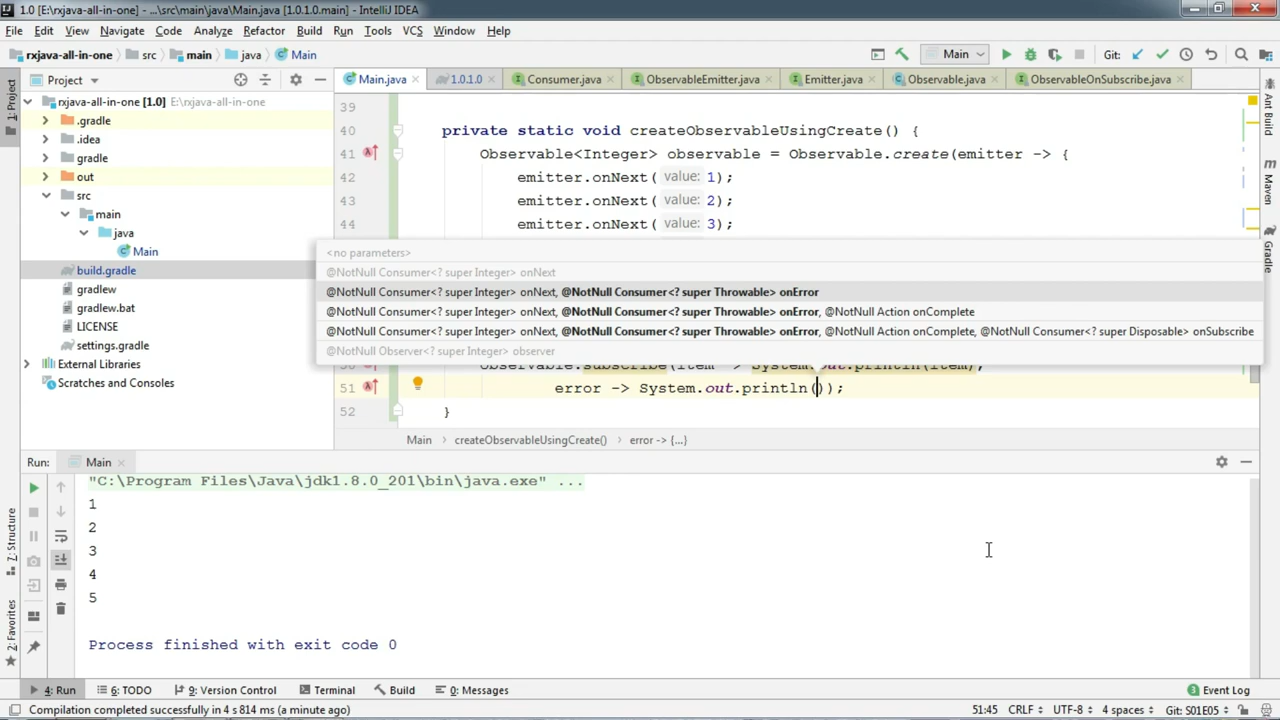 1.0 [E:\rxjava-all-in-one] - ...\src\main\java\Main.java [1.0.1.0.main] - IntelliJ IDEA
File Edit View Navigate Code Analyze Refactor Build Run Tools VCS Window Help
rxjava-all-in-one src main java Main Main Git:
1: Project
Project
Main.java 1.0.1.0 Consumer.java ObservableEmitter.java Emitter.java Observable.java ObservableOnSubscribe.java
rxjava-all-in-one [1.0] E:\rxjava-all-in-one
.gradle
.idea
gradle
out
src
main
java
Main
build.gradle
gradlew
gradlew.bat
LICENSE
settings.gradle
External Libraries
Scratches and Consoles
39
40 private static void createObservableUsingCreate() {
41 Observable<Integer> observable = Observable.create(emitter -> {
42 emitter.onNext( value: 1);
43 emitter.onNext( value: 2);
44 emitter.onNext( value: 3);
<no parameters>
@NotNull Consumer<? super Integer> onNext
@NotNull Consumer<? super Integer> onNext, @NotNull Consumer<? super Throwable> onError
@NotNull Consumer<? super Integer> onNext, @NotNull Consumer<? super Throwable> onError, @NotNull Action onComplete
@NotNull Consumer<? super Integer> onNext, @NotNull Consumer<? super Throwable> onError, @NotNull Action onComplete, @NotNull Consumer<? super Disposable> onSubscribe
@NotNull Observer<? super Integer> observer
51 error -> System.out.println());
52 }
Main createObservableUsingCreate() error -> {...}
Ant Build
Maven
Gradle
Run: Main
"C:\Program Files\Java\jdk1.8.0_201\bin\java.exe" ...
1
2
3
4
5
Process finished with exit code 0
7: Structure
2: Favorites
4: Run 6: TODO 9: Version Control Terminal Build 0: Messages Event Log
Compilation completed successfully in 4 s 814 ms (a minute ago) 51:45 CRLF UTF-8 4 spaces Git: S01E05